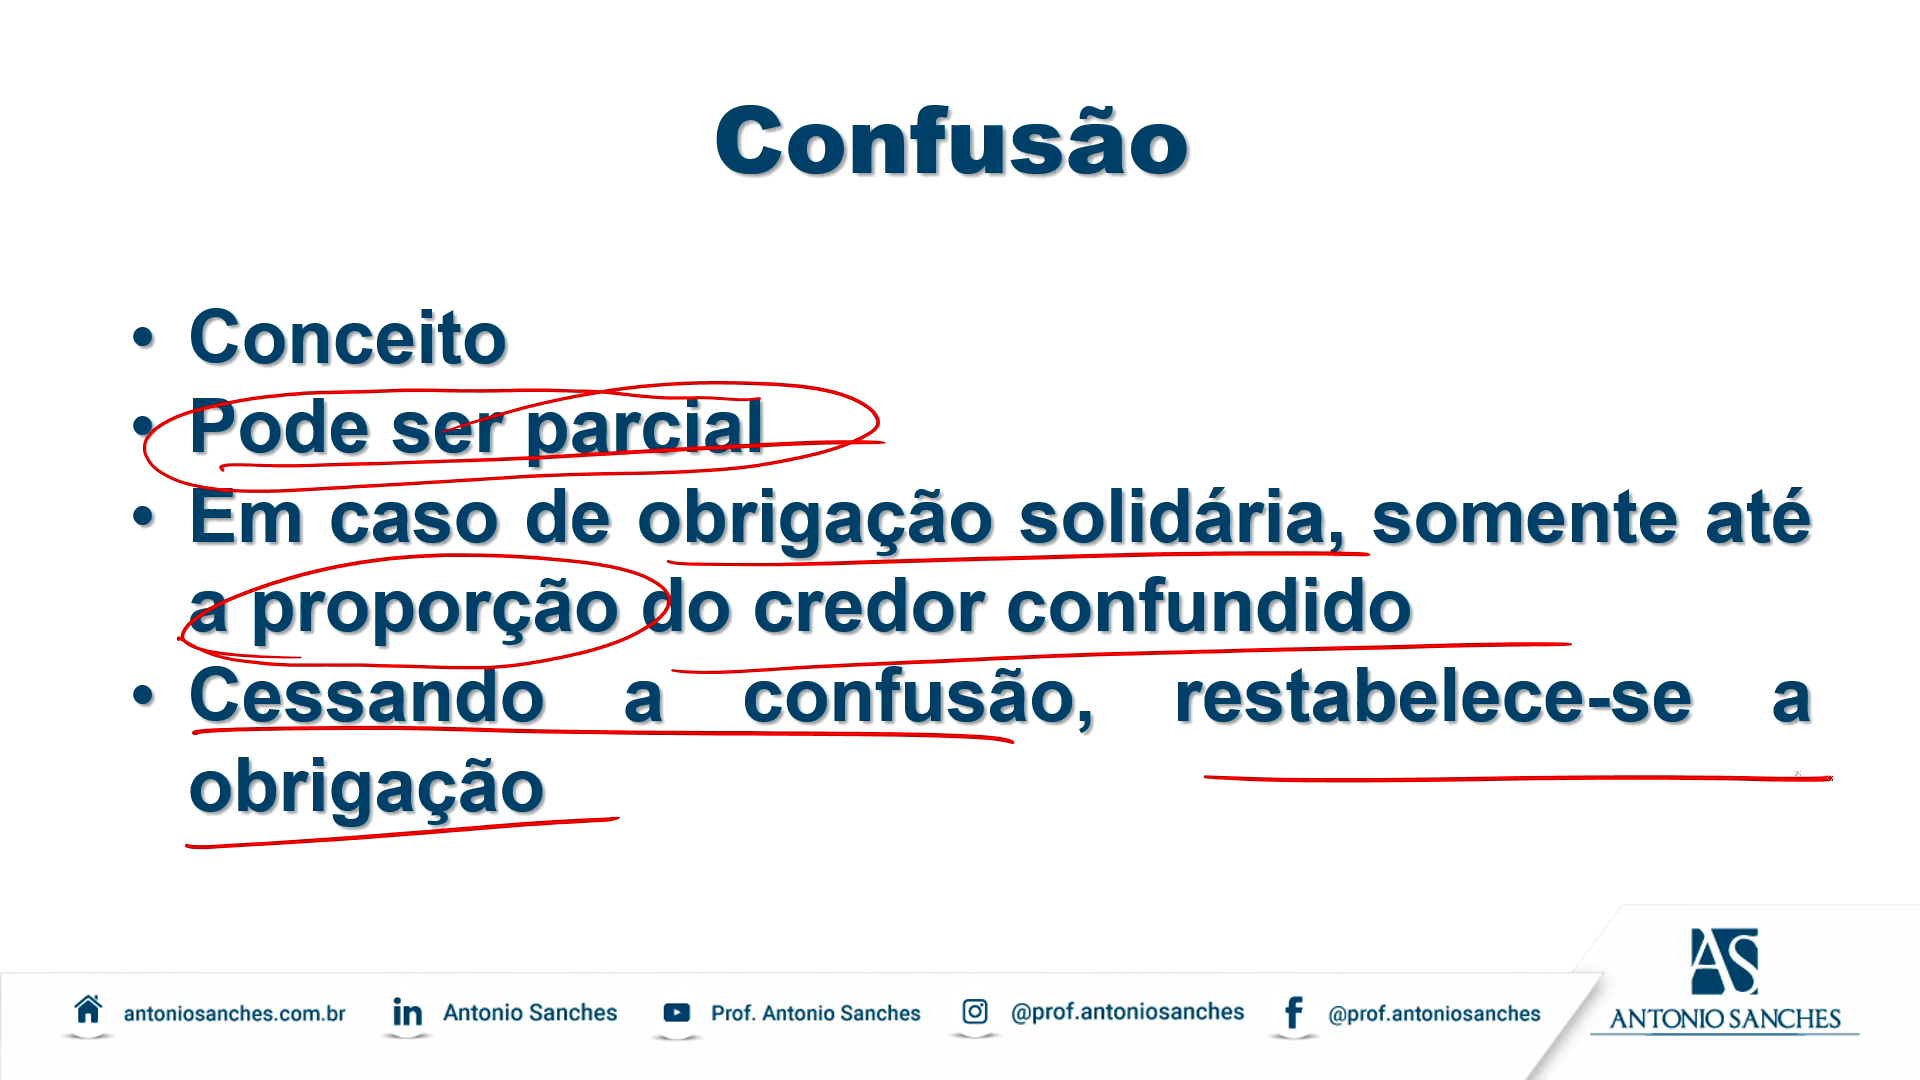 Confusão
• Conceito
• Pode ser parcial
• Em caso de obrigação solidária, somente até
a proporção do credor confundido
• Cessando a confusão, restabelece-se a
obrigação
AS
antoniosanches.com.br Antonio Sanches Prof. Antonio Sanches @prof.antoniosanches @prof.antoniosanches ANTONIO SANCHES